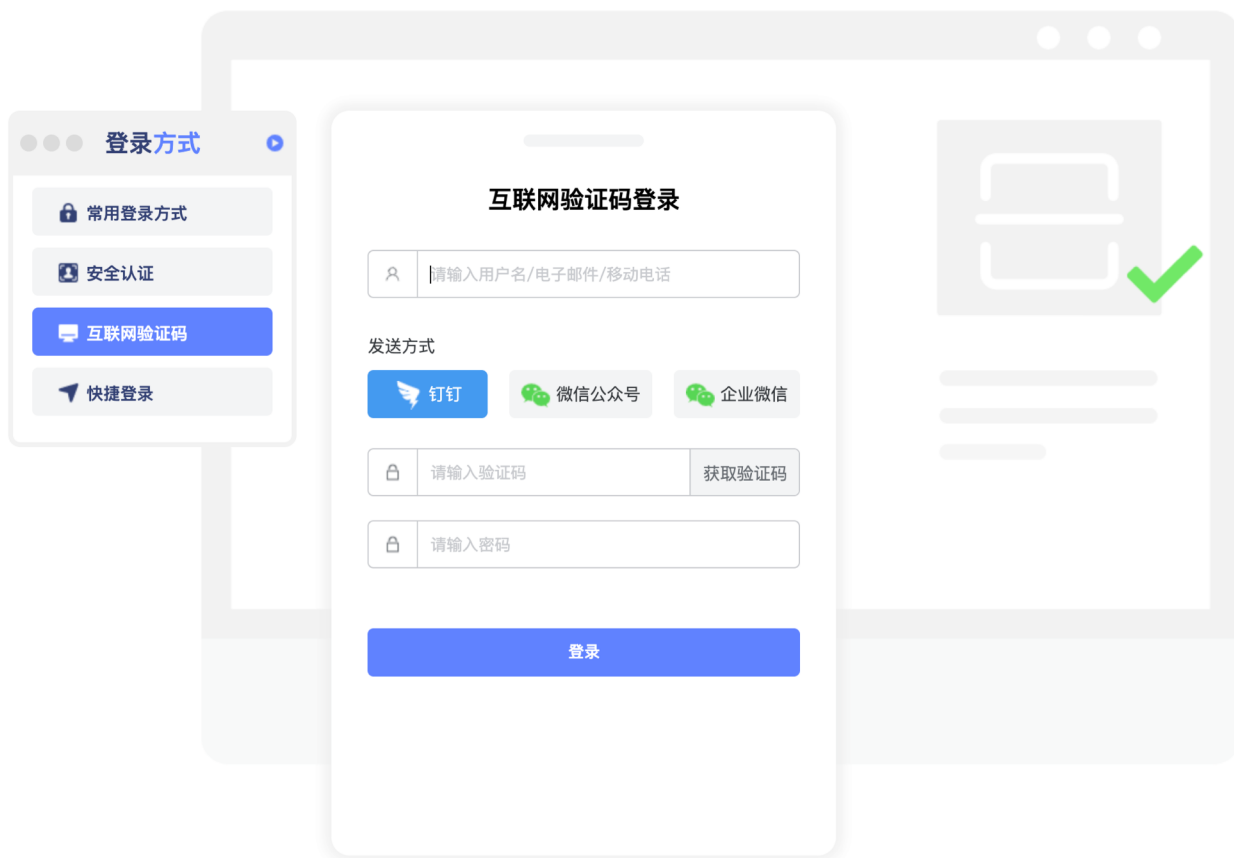 登录方式
常用登录方式
安全认证
互联网验证码
快捷登录
互联网验证码登录
请输入用户名/电子邮件/移动电话
发送方式
钉钉 微信公众号 企业微信
请输入验证码 获取验证码
请输入密码
登录